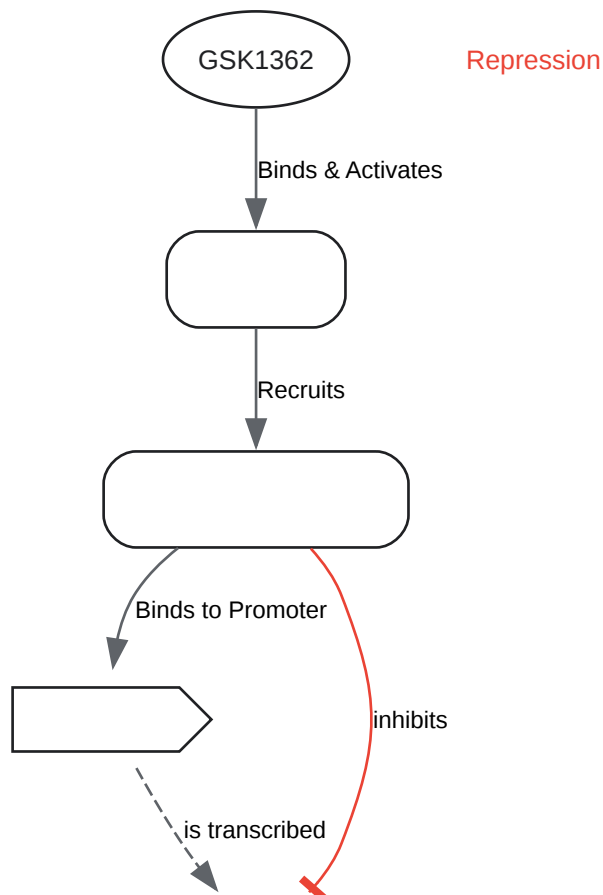 GSK1362
Repression
Binds & Activates
Recruits
Binds to Promoter
inhibits
is transcribed